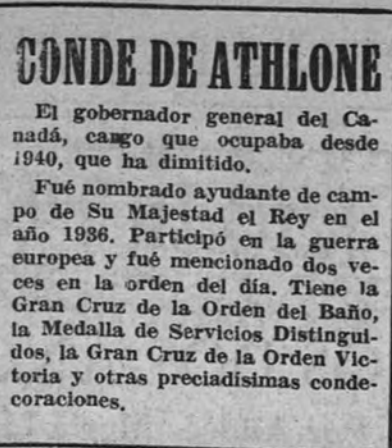 CONDE DE ATHLONE
El gobernador general del Ca-
nadá, cango que ocupaba desde
1940, que ha dimitido.
Fué nombrado ayudante de cam-
po de Su Majestad el Rey en el
año 1936. Participó en la guerra
europea y fué mencionado dos ve-
ces en la orden del día. Tiene la
Gran Cruz de la Orden del Baño,
la Medalla de Servicios Distingui-
dos, la Gran Cruz de la Orden Vic-
toria y otras preciadísimas conde-
coraciones.